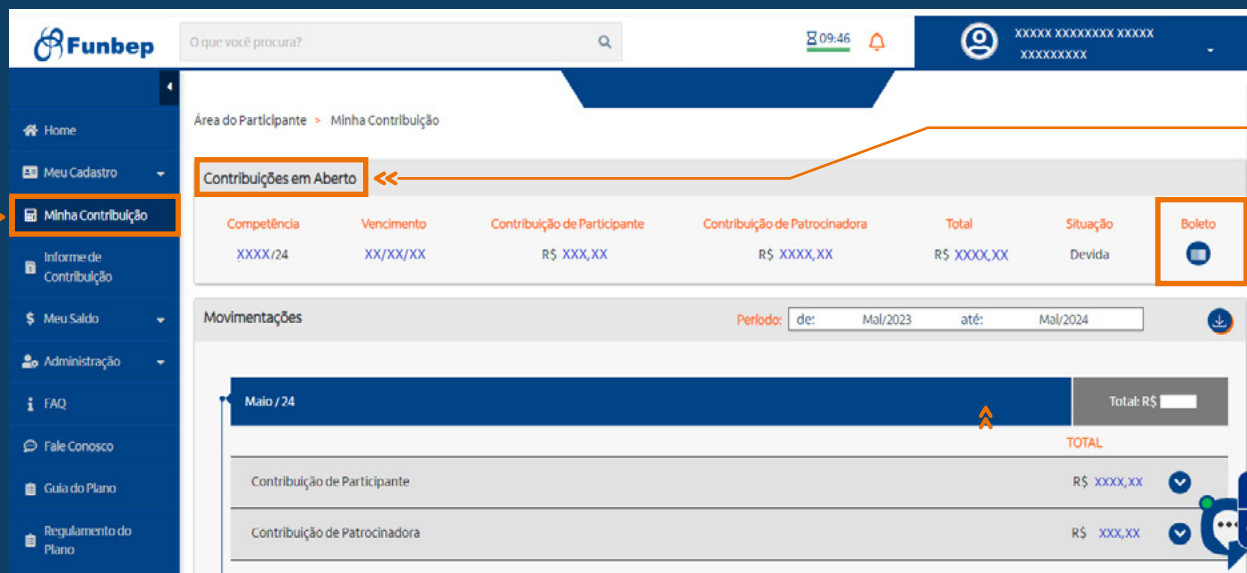 Funbep
O que você procura?
09:46
XXXXX XXXXXXXX XXXXX
XXXXXXXXX
Home
Meu Cadastro
Minha Contribuição
Informe de
Contribuição
Meu Saldo
Administração
FAQ
Fale Conosco
Guia do Plano
Regulamento do
Plano
Área do Participante > Minha Contribuição
Contribuições em Aberto
Competência Vencimento Contribuição de Participante Contribuição de Patrocinadora Total Situação Boleto
XXXX/24 XX/XX/XX R$ XXX,XX R$ XXXX,XX R$ XXXX,XX Devida
Movimentações Período: de: Mai/2023 até: Mai/2024
Maio / 24 Total: R$
TOTAL
Contribuição de Participante R$ XXXX,XX
Contribuição de Patrocinadora R$ XXX,XX